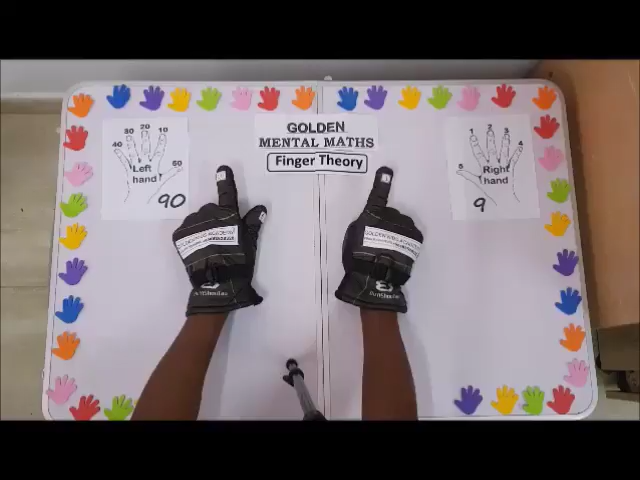 GOLDEN
MENTAL MATHS
Finger Theory
40 30 20 10
50
Left
hand
90
1 2 3 4
5
Right
hand
9